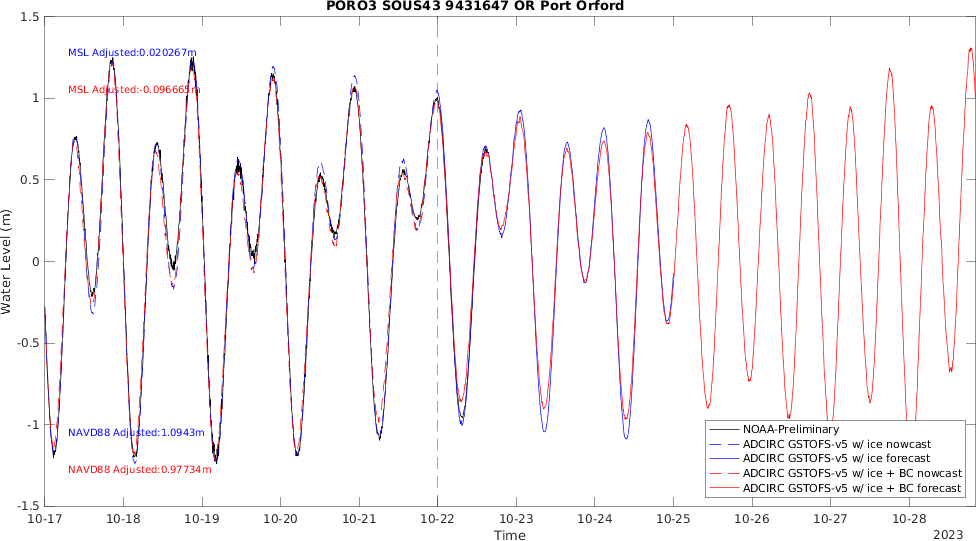 PORO3 SOUS43 9431647 OR Port Orford
1.5
1
0.5
0
-0.5
-1
-1.5
Water Level (m)
MSL Adjusted:0.020267m
MSL Adjusted:-0.096665m
NAVD88 Adjusted:1.0943m
NAVD88 Adjusted:0.97734m
NOAA-Preliminary
ADCIRC GSTOFS-v5 w/ ice nowcast
ADCIRC GSTOFS-v5 w/ ice forecast
ADCIRC GSTOFS-v5 w/ ice + BC nowcast
ADCIRC GSTOFS-v5 w/ ice + BC forecast
10-17 10-18 10-19 10-20 10-21 10-22 10-23 10-24 10-25 10-26 10-27 10-28
Time
2023